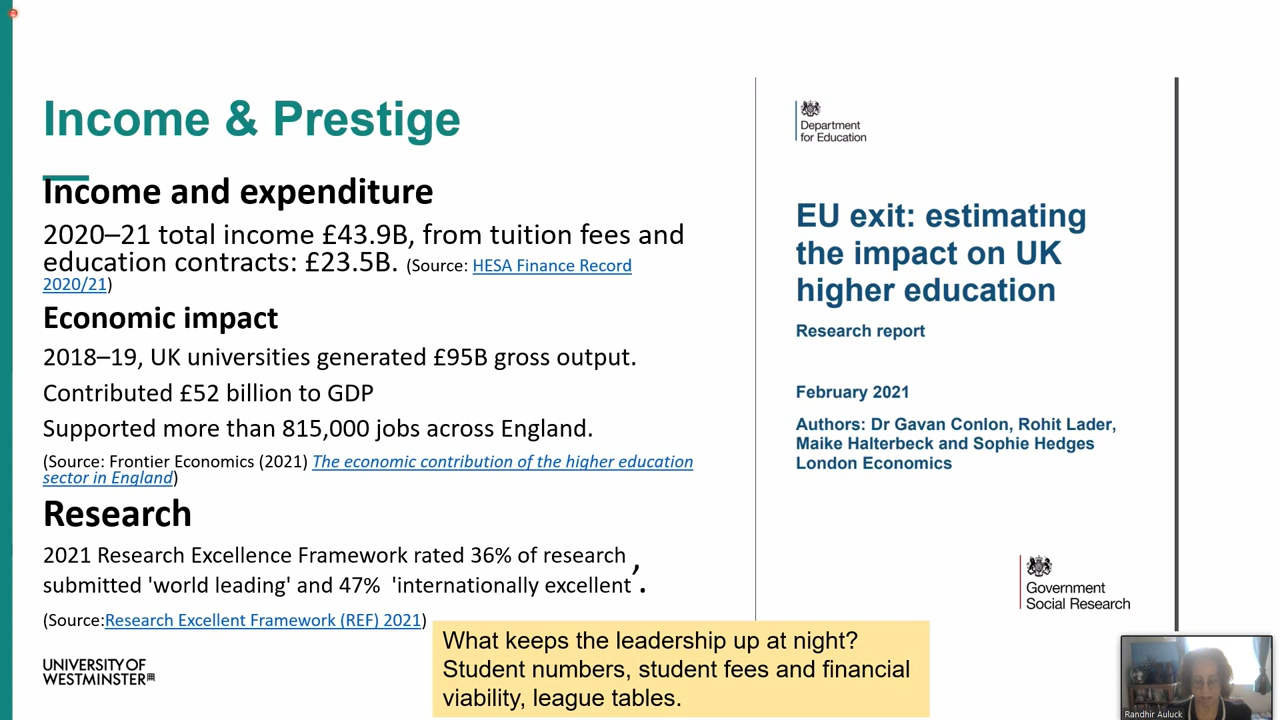 Income & Prestige
Income and expenditure
2020–21 total income £43.9B, from tuition fees and
education contracts: £23.5B. (Source: HESA Finance Record
2020/21)
Economic impact
2018–19, UK universities generated £95B gross output.
Contributed £52 billion to GDP
Supported more than 815,000 jobs across England.
(Source: Frontier Economics (2021) The economic contribution of the higher education
sector in England)
Research
2021 Research Excellence Framework rated 36% of research
submitted 'world leading' and 47%  'internationally excellent'.
(Source:Research Excellent Framework (REF) 2021)
UNIVERSITY OF
WESTMINSTER
What keeps the leadership up at night?
Student numbers, student fees and financial
viability, league tables.
Department
for Education
EU exit: estimating
the impact on UK
higher education
Research report
February 2021
Authors: Dr Gavan Conlon, Rohit Lader,
Maike Halterbeck and Sophie Hedges
London Economics
Government
Social Research
Randhir Auluck